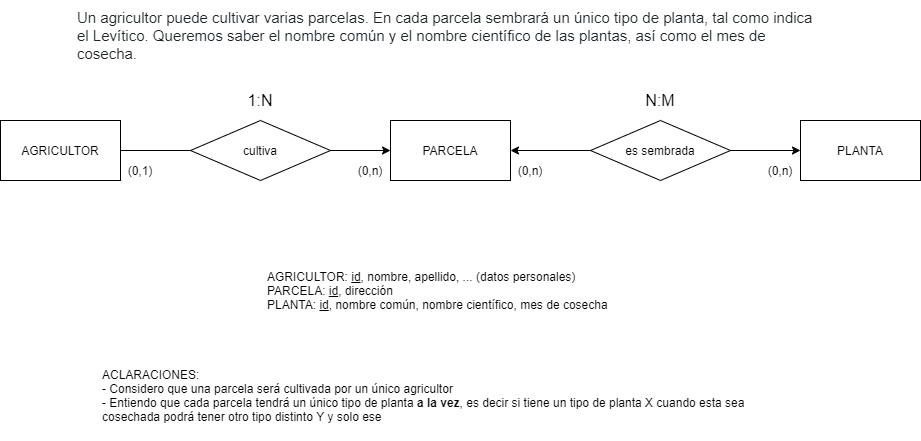 Un agricultor puede cultivar varias parcelas. En cada parcela sembrará un único tipo de planta, tal como indica
el Levítico. Queremos saber el nombre común y el nombre científico de las plantas, así como el mes de
cosecha.
1:N
N:M
AGRICULTOR
cultiva
PARCELA
es sembrada
PLANTA
(0,1)
(0,n)
(0,n)
(0,n)
AGRICULTOR: id, nombre, apellido, ... (datos personales)
PARCELA: id, dirección
PLANTA: id, nombre común, nombre científico, mes de cosecha
ACLARACIONES:
- Considero que una parcela será cultivada por un único agricultor
- Entiendo que cada parcela tendrá un único tipo de planta a la vez, es decir si tiene un tipo de planta X cuando esta sea
cosechada podrá tener otro tipo distinto Y y solo ese